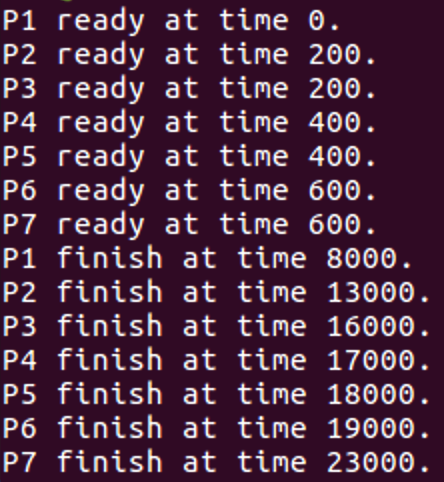 P1 ready at time 0.
P2 ready at time 200.
P3 ready at time 200.
P4 ready at time 400.
P5 ready at time 400.
P6 ready at time 600.
P7 ready at time 600.
P1 finish at time 8000.
P2 finish at time 13000.
P3 finish at time 16000.
P4 finish at time 17000.
P5 finish at time 18000.
P6 finish at time 19000.
P7 finish at time 23000.